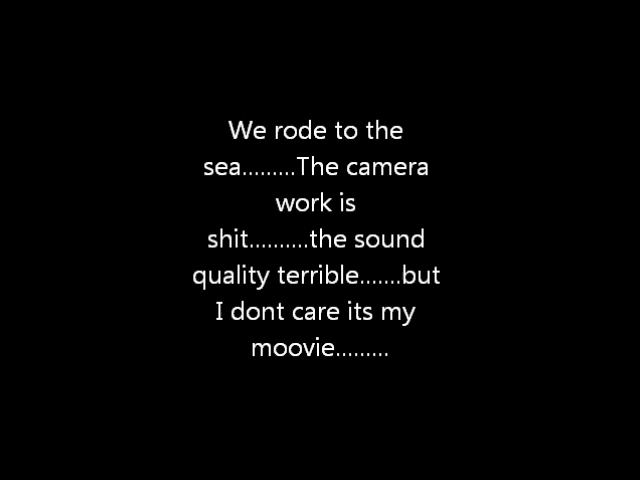 We rode to the
sea.........The camera
work is
shit..........the sound
quality terrible.......but
I dont care its my
moovie.........